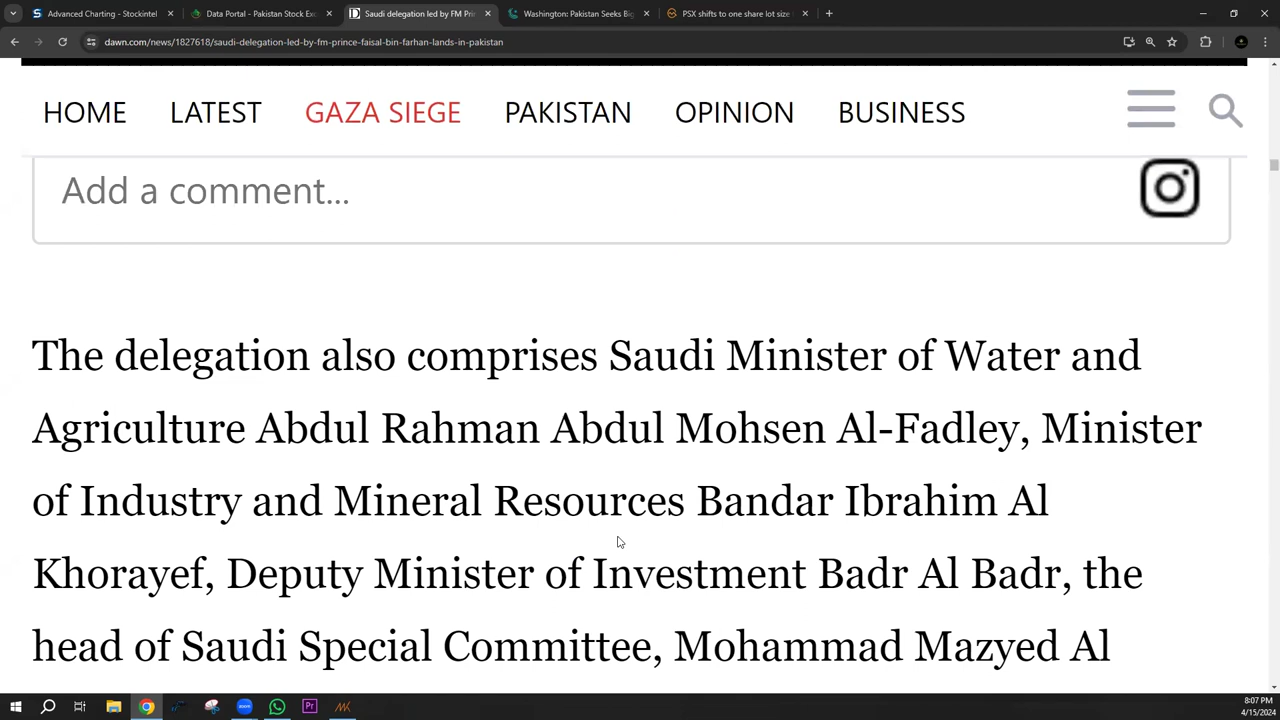 Advanced Charting - Stockintel
Data Portal - Pakistan Stock Exc
Saudi delegation led by FM Prin
Washington: Pakistan Seeks Big
PSX shifts to one share lot size
dawn.com/news/1827618/saudi-delegation-led-by-fm-prince-faisal-bin-farhan-lands-in-pakistan
HOME LATEST GAZA SIEGE PAKISTAN OPINION BUSINESS
Add a comment...
The delegation also comprises Saudi Minister of Water and
Agriculture Abdul Rahman Abdul Mohsen Al-Fadley, Minister
of Industry and Mineral Resources Bandar Ibrahim Al
Khorayef, Deputy Minister of Investment Badr Al Badr, the
head of Saudi Special Committee, Mohammad Mazyed Al
zoom
Pr
8:07 PM
4/15/2024